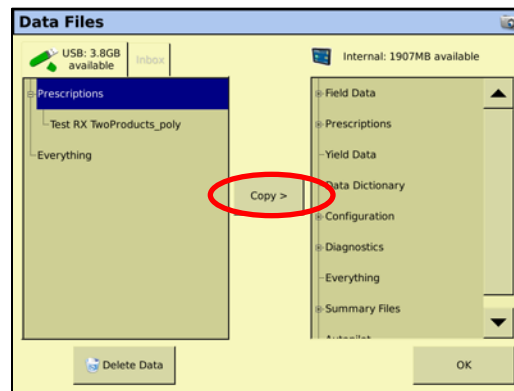 Data Files
USB: 3.8GB
available
Inbox
Internal: 1907MB available
Prescriptions
Test RX TwoProducts_poly
Everything
Copy >
Field Data
Prescriptions
Yield Data
Data Dictionary
Configuration
Diagnostics
Everything
Summary Files
Delete Data
OK